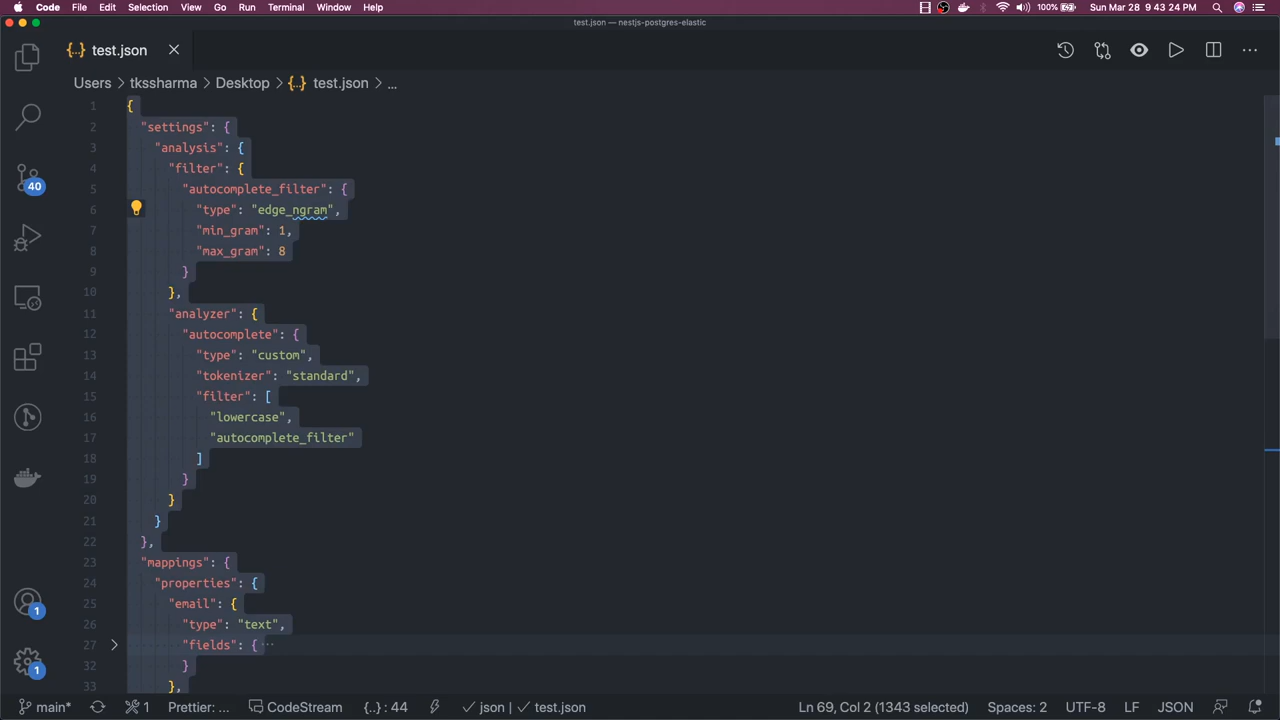 Code File Edit Selection View Go Run Terminal Window Help 100% Sun Mar 28 9 43 24 PM
test.json — nestjs-postgres-elastic
{..} test.json
Users > tkssharma > Desktop > {..} test.json > ...
1 {
2 "settings": {
3 "analysis": {
4 "filter": {
5 "autocomplete_filter": {
6 "type": "edge_ngram",
7 "min_gram": 1,
8 "max_gram": 8
9 }
10 },
11 "analyzer": {
12 "autocomplete": {
13 "type": "custom",
14 "tokenizer": "standard",
15 "filter": [
16 "lowercase",
17 "autocomplete_filter"
18 ]
19 }
20 }
21 }
22 },
23 "mappings": {
24 "properties": {
25 "email": {
26 "type": "text",
27 "fields": { ...
32 }
33 },
40
1
1
main* 1 Prettier: ... CodeStream {..} : 44 json | test.json Ln 69, Col 2 (1343 selected) Spaces: 2 UTF-8 LF JSON